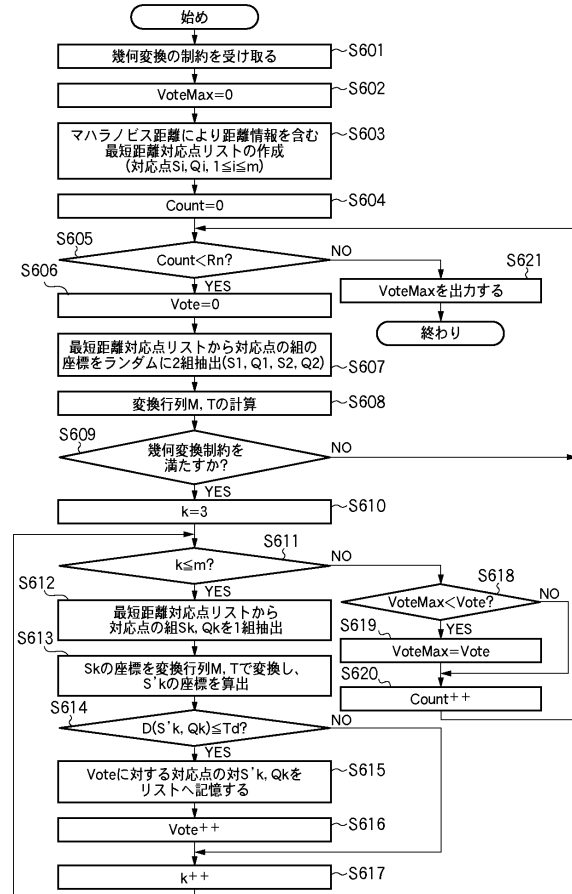 始め
幾何変換の制約を受け取る
S601
VoteMax=0
S602
マハラノビス距離により距離情報を含む
最短距離対応点リストの作成
(対応点Si, Qi, 1≦i≦m)
S603
Count=0
S604
S605
Count<Rn?
NO
YES
S621
VoteMaxを出力する
終わり
S606
Vote=0
最短距離対応点リストから対応点の組の
座標をランダムに2組抽出(S1, Q1, S2, Q2)
S607
変換行列M, Tの計算
S608
S609
幾何変換制約を
満たすか?
NO
YES
k=3
S610
S611
k≦m?
NO
YES
S612
最短距離対応点リストから
対応点の組Sk, Qkを1組抽出
S618
VoteMax<Vote?
NO
YES
S619
VoteMax=Vote
S620
Count++
S613
Skの座標を変換行列M, Tで変換し、
S'kの座標を算出
S614
D(S'k, Qk)≦Td?
NO
YES
Voteに対する対応点の対S'k, Qkを
リストへ記憶する
S615
Vote++
S616
k++
S617